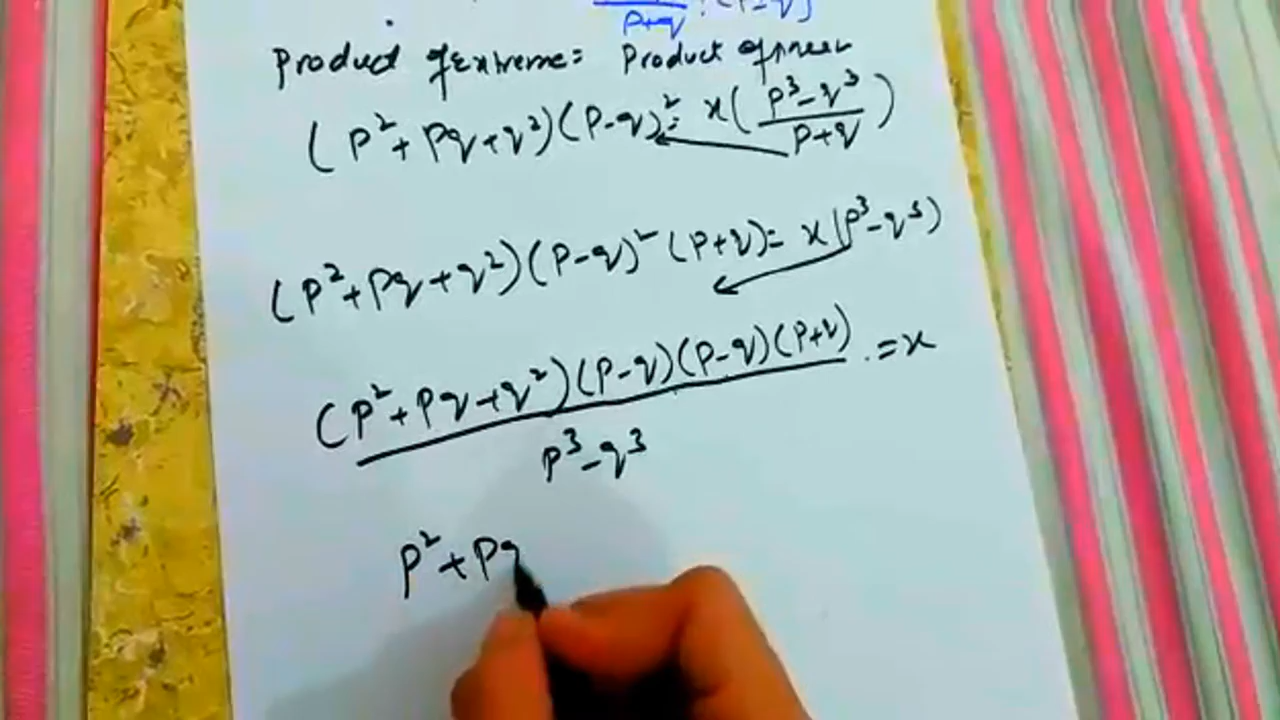 p+q : (p-q)
Product of Extreme = Product of mean
(p²+pq+q²)(p-q)² = x(p³-q³/p+q)
(p²+pq+q²)(p-q)²(p+q) = x(p³-q³)
(p²+pq+q²)(p-q)(p-q)(p+q) = x
p³-q³
p²+pq